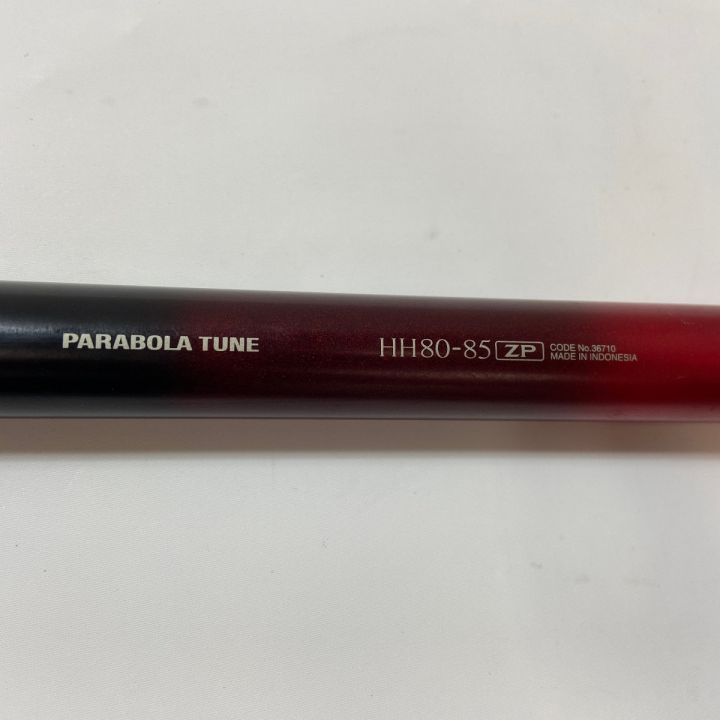 PARABOLA TUNE HH80-85 ZP CODE No.36710
MADE IN INDONESIA